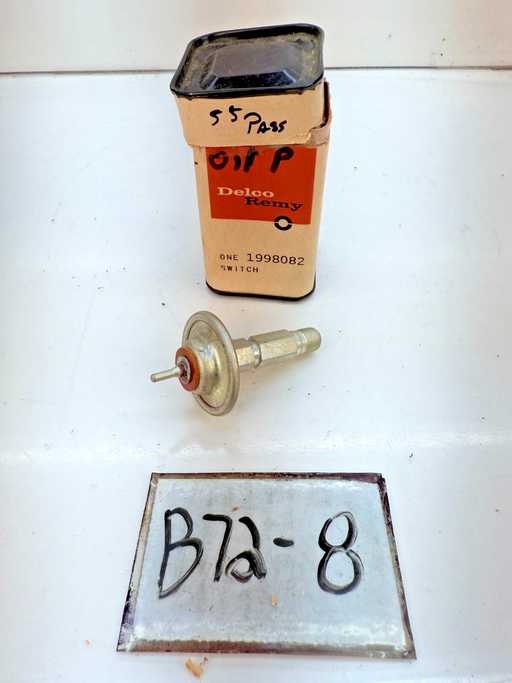 55 Pass
Oil P
Delco
Remy
ONE 1998082
SWITCH
B72-8